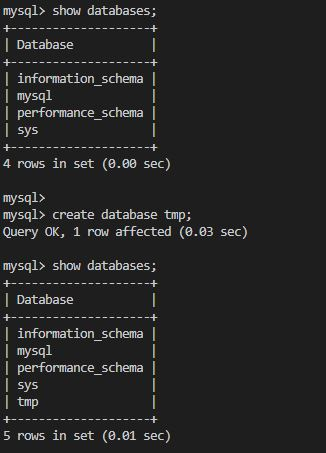 mysql> show databases;
+--------------------+
| Database           |
+--------------------+
| information_schema |
| mysql              |
| performance_schema |
| sys                |
+--------------------+
4 rows in set (0.00 sec)
mysql>
mysql> create database tmp;
Query OK, 1 row affected (0.03 sec)
mysql> show databases;
+--------------------+
| Database           |
+--------------------+
| information_schema |
| mysql              |
| performance_schema |
| sys                |
| tmp                |
+--------------------+
5 rows in set (0.01 sec)